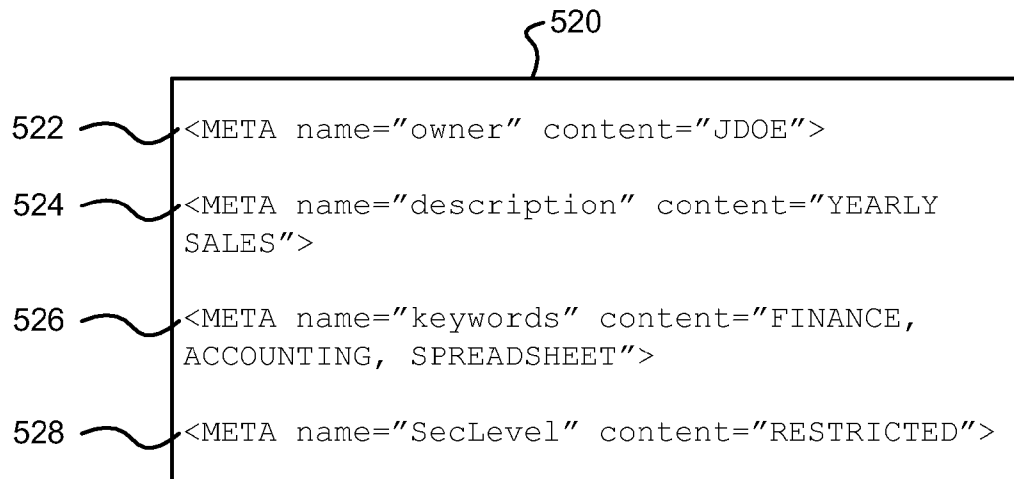 520
522 <META name="owner" content="JDOE">
524 <META name="description" content="YEARLY
SALES">
526 <META name="keywords" content="FINANCE,
ACCOUNTING, SPREADSHEET">
528 <META name="SecLevel" content="RESTRICTED">